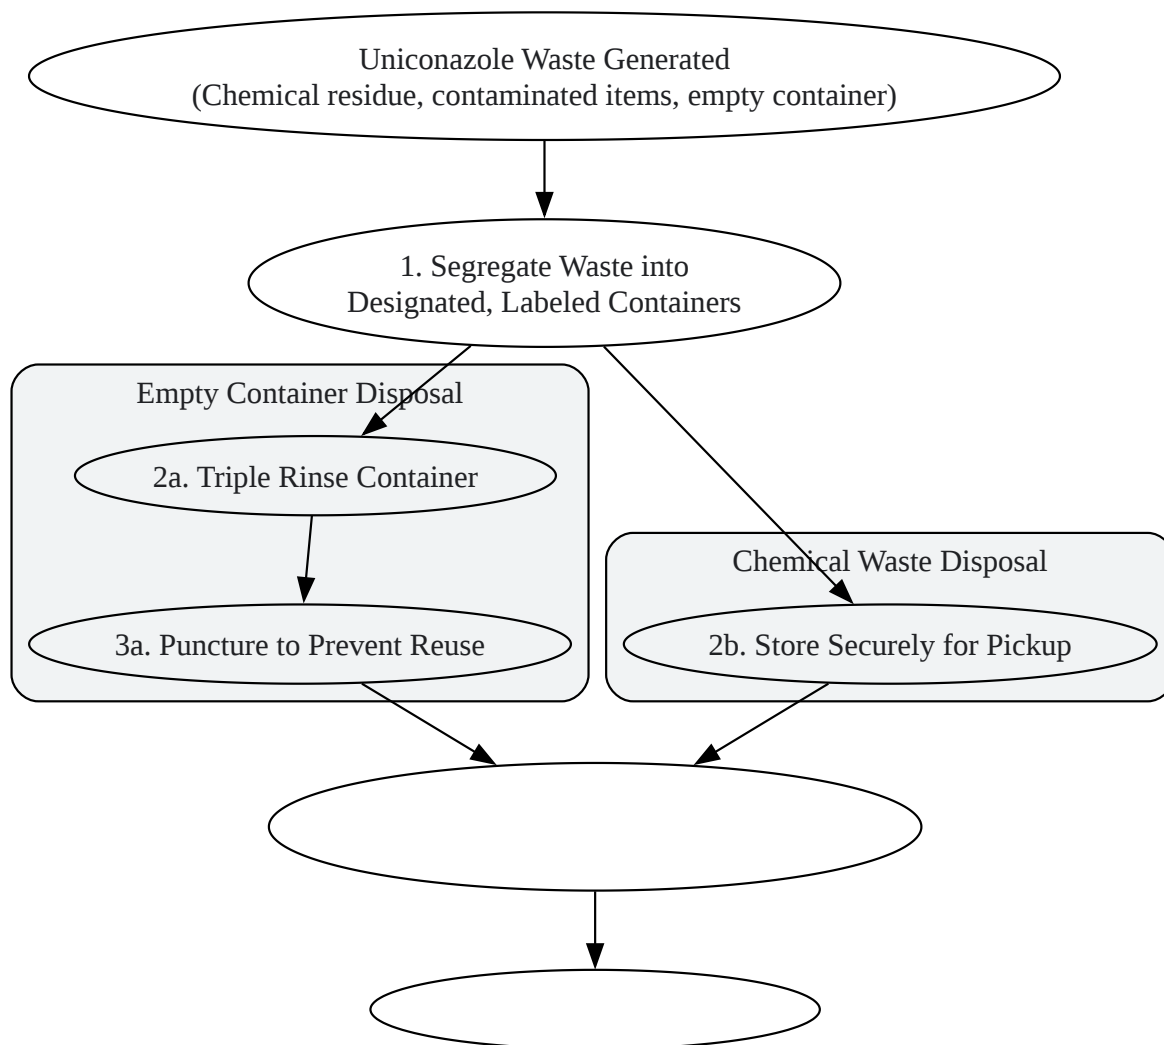 Uniconazole Waste Generated
(Chemical residue, contaminated items, empty container)
1. Segregate Waste into
Designated, Labeled Containers
Empty Container Disposal
2a. Triple Rinse Container
3a. Puncture to Prevent Reuse
Chemical Waste Disposal
2b. Store Securely for Pickup